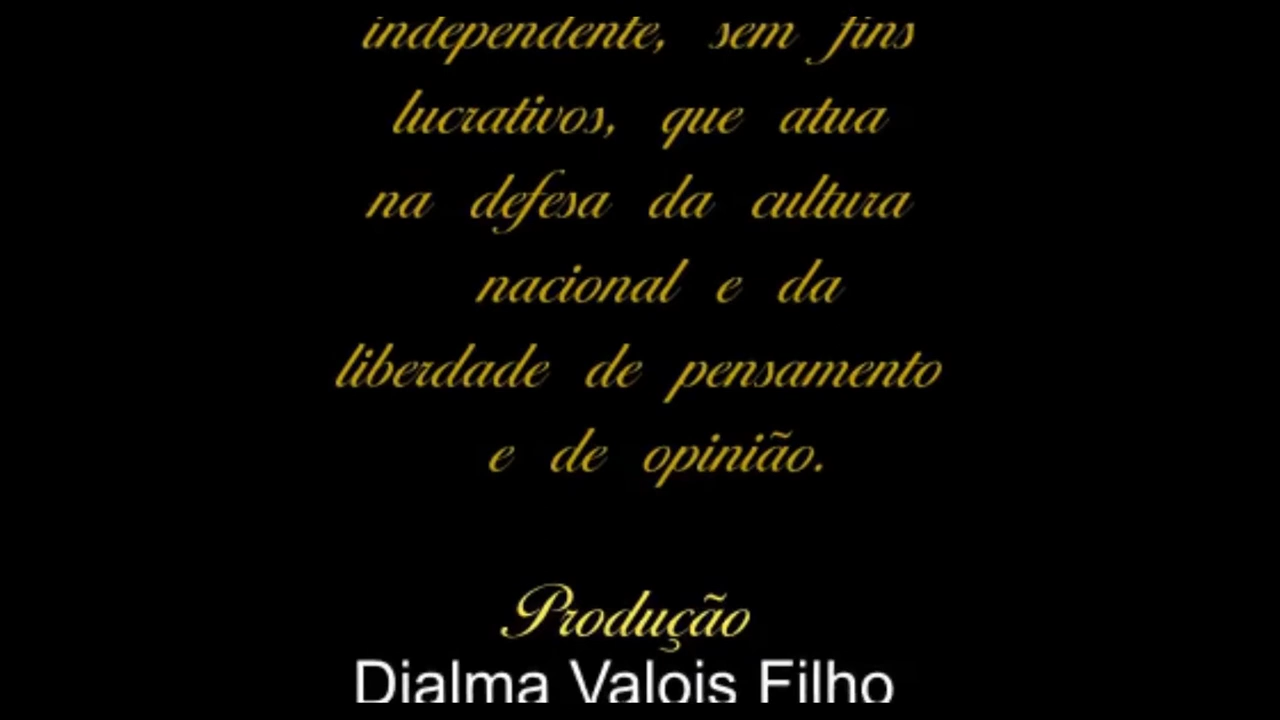 independente, sem fins
lucrativos, que atua
na defesa da cultura
nacional e da
liberdade de pensamento
e de opinião.
Produção
Djalma Valois Filho